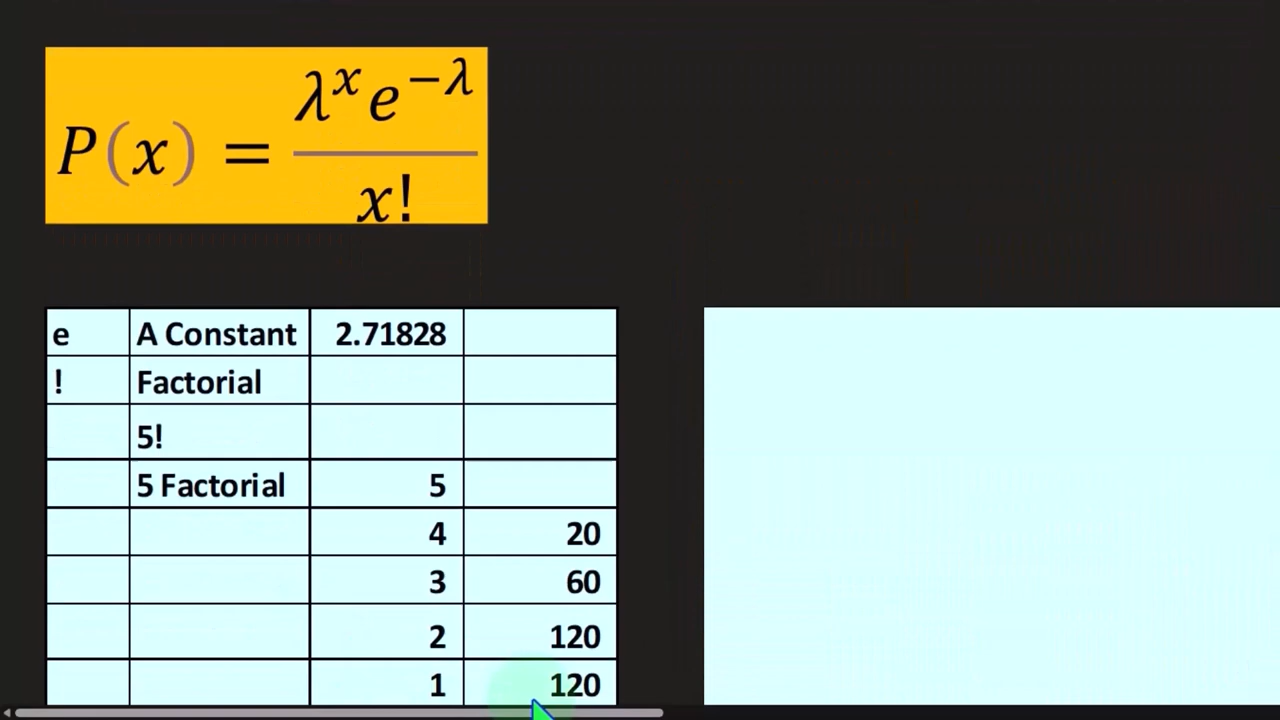 P(x) = λ^x e^−λ / x!
e A Constant 2.71828
! Factorial
5!
5 Factorial 5
4 20
3 60
2 120
1 120